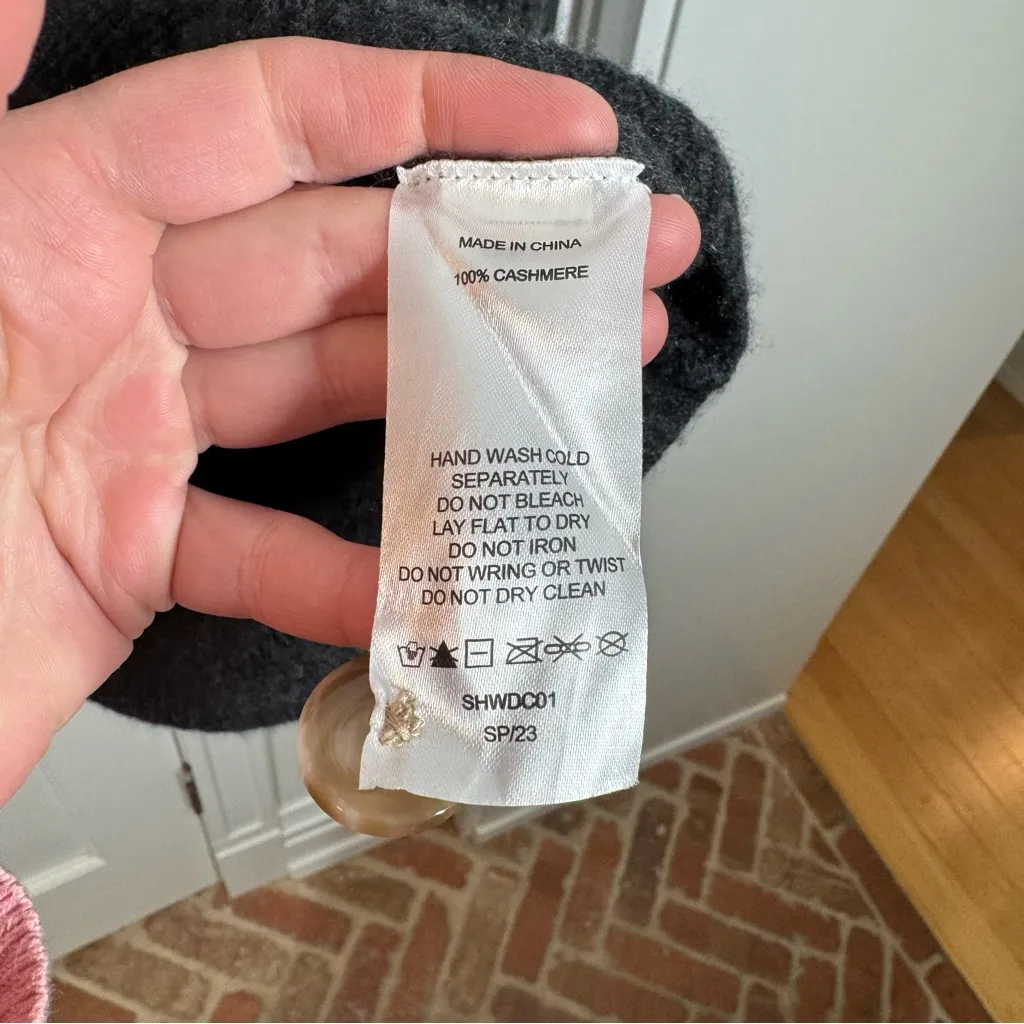 MADE IN CHINA
100% CASHMERE
HAND WASH COLD
SEPARATELY
DO NOT BLEACH
LAY FLAT TO DRY
DO NOT IRON
DO NOT WRING OR TWIST
DO NOT DRY CLEAN
SHWDC01
SP/23